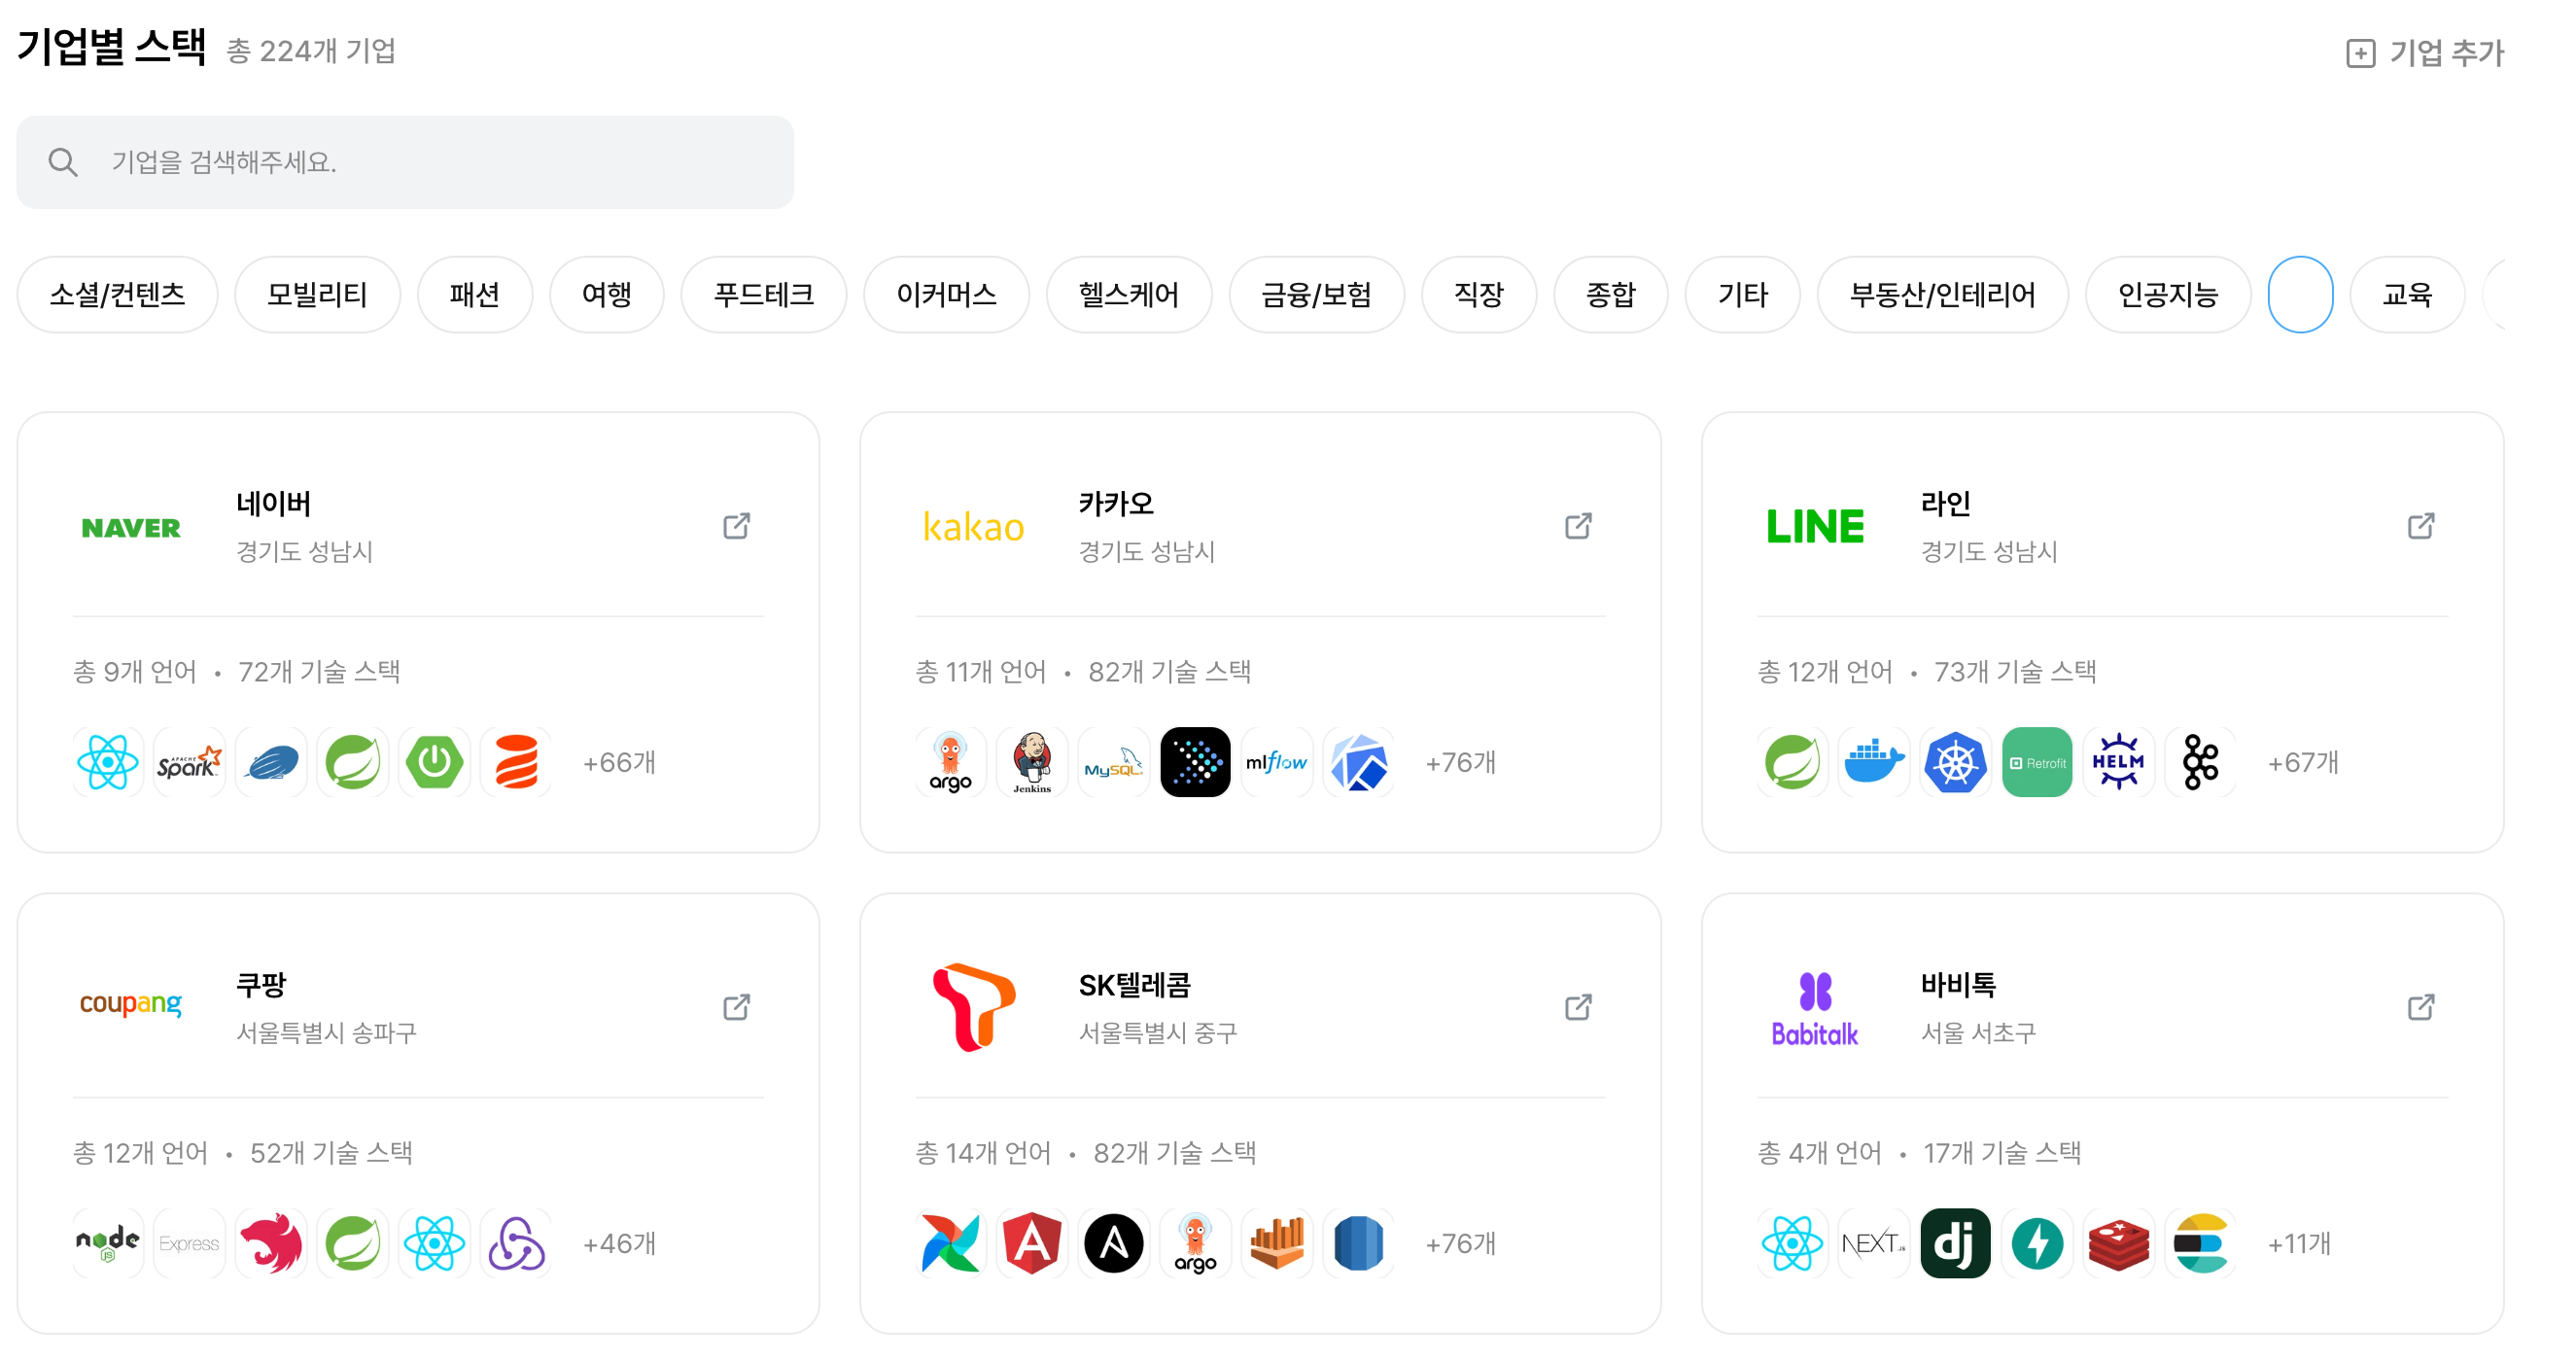 기업별 스택 총 224개 기업
기업 추가
기업을 검색해주세요.
소셜/컨텐츠 모빌리티 패션 여행 푸드테크 이커머스 헬스케어 금융/보험 직장 종합 기타 부동산/인테리어 인공지능 교육
NAVER
네이버
경기도 성남시
총 9개 언어 • 72개 기술 스택
APACHE Spark
+66개
kakao
카카오
경기도 성남시
총 11개 언어 • 82개 기술 스택
argo Jenkins MySQL mlflow
+76개
LINE
라인
경기도 성남시
총 12개 언어 • 73개 기술 스택
Retrofit HELM
+67개
coupang
쿠팡
서울특별시 송파구
총 12개 언어 • 52개 기술 스택
node JS Express
+46개
SK텔레콤
서울특별시 중구
총 14개 언어 • 82개 기술 스택
argo
+76개
Babitalk
바비톡
서울 서초구
총 4개 언어 • 17개 기술 스택
NEXT.JS dj
+11개